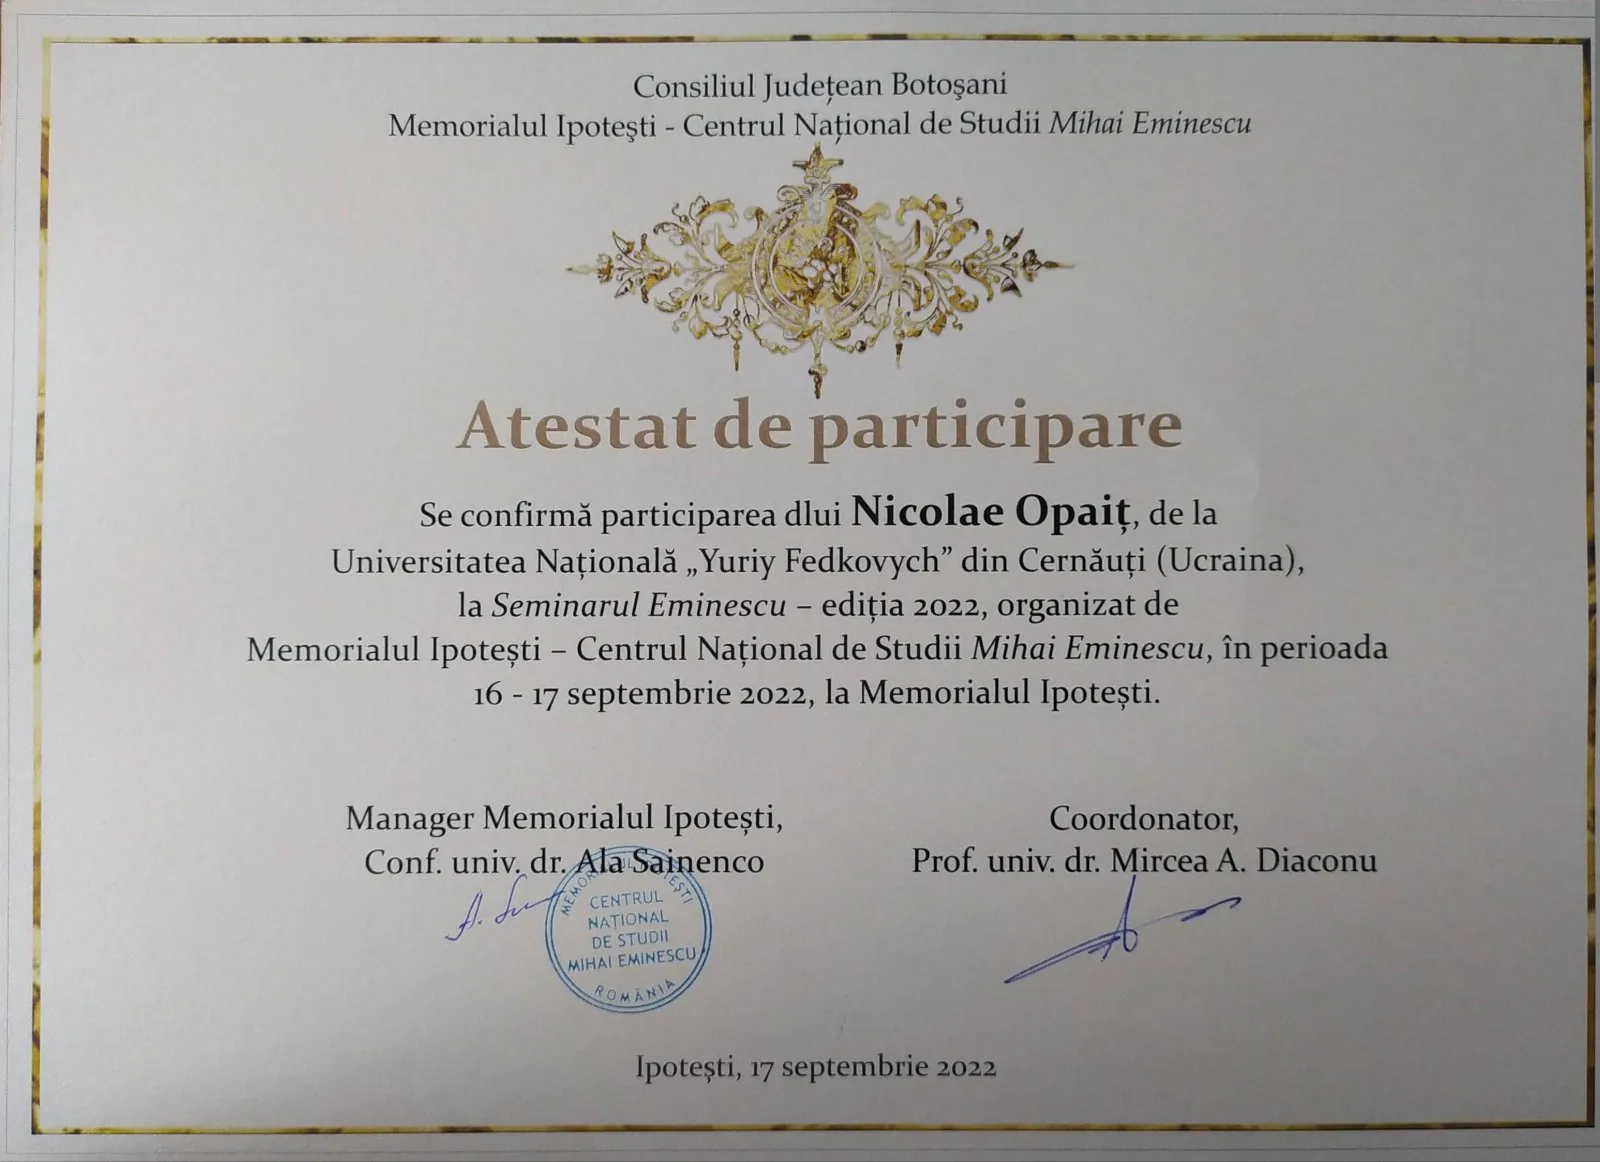 Consiliul Județean Botoşani
Memorialul Ipoteşti - Centrul Național de Studii Mihai Eminescu
Atestat de participare
Se confirmă participarea dlui Nicolae Opaiț, de la
Universitatea Națională „Yuriy Fedkovych” din Cernăuți (Ucraina),
la Seminarul Eminescu – ediția 2022, organizat de
Memorialul Ipotești – Centrul Național de Studii Mihai Eminescu, în perioada
16 - 17 septembrie 2022, la Memorialul Ipotești.
Manager Memorialul Ipotești,
Conf. univ. dr. Ala Sainenco
Coordonator,
Prof. univ. dr. Mircea A. Diaconu
MEMORIALUL IPOTEȘTI
CENTRUL
NAȚIONAL
DE STUDII
MIHAI EMINESCU
ROMÂNIA
Ipotești, 17 septembrie 2022